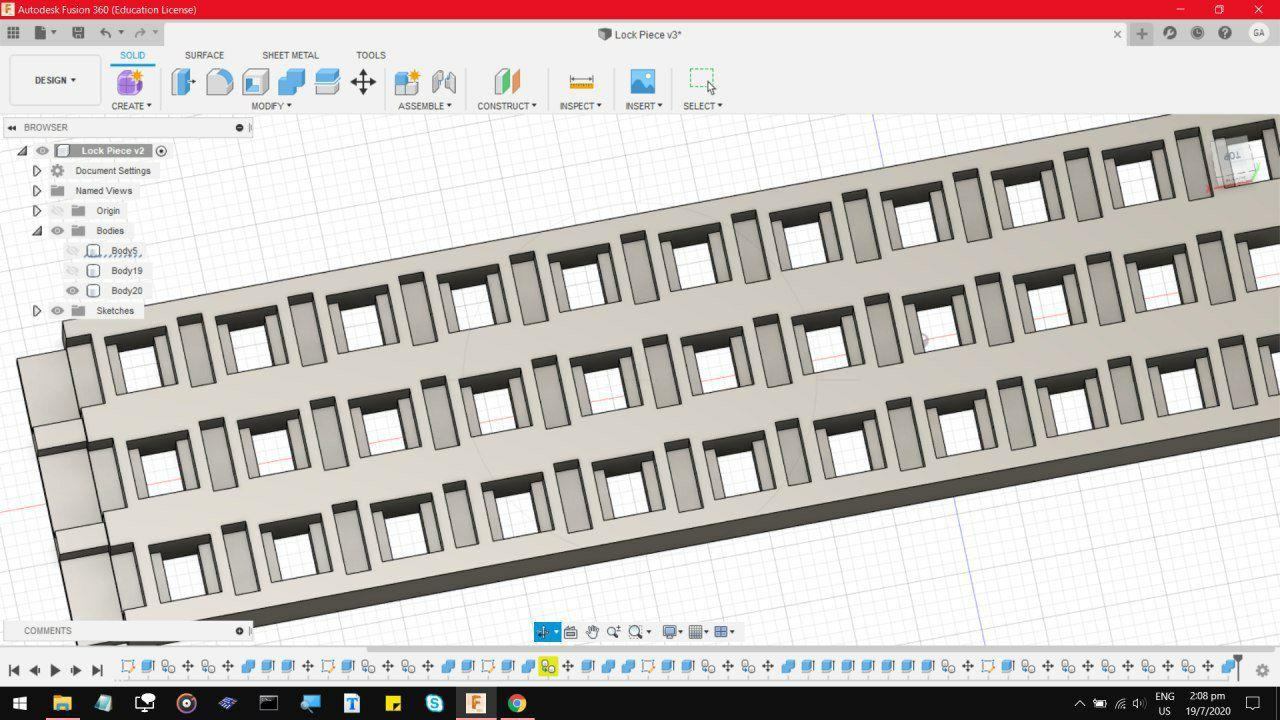 Autodesk Fusion 360 (Education License)
Lock Piece v3*
GA
SOLID SURFACE SHEET METAL TOOLS
DESIGN
CREATE MODIFY ASSEMBLE CONSTRUCT INSPECT INSERT SELECT
BROWSER
Lock Piece v2
Document Settings
Named Views
Origin
Bodies
Body5
Body19
Body20
Sketches
TOP
COMMENTS
ENG 2:08 pm
US 19/7/2020